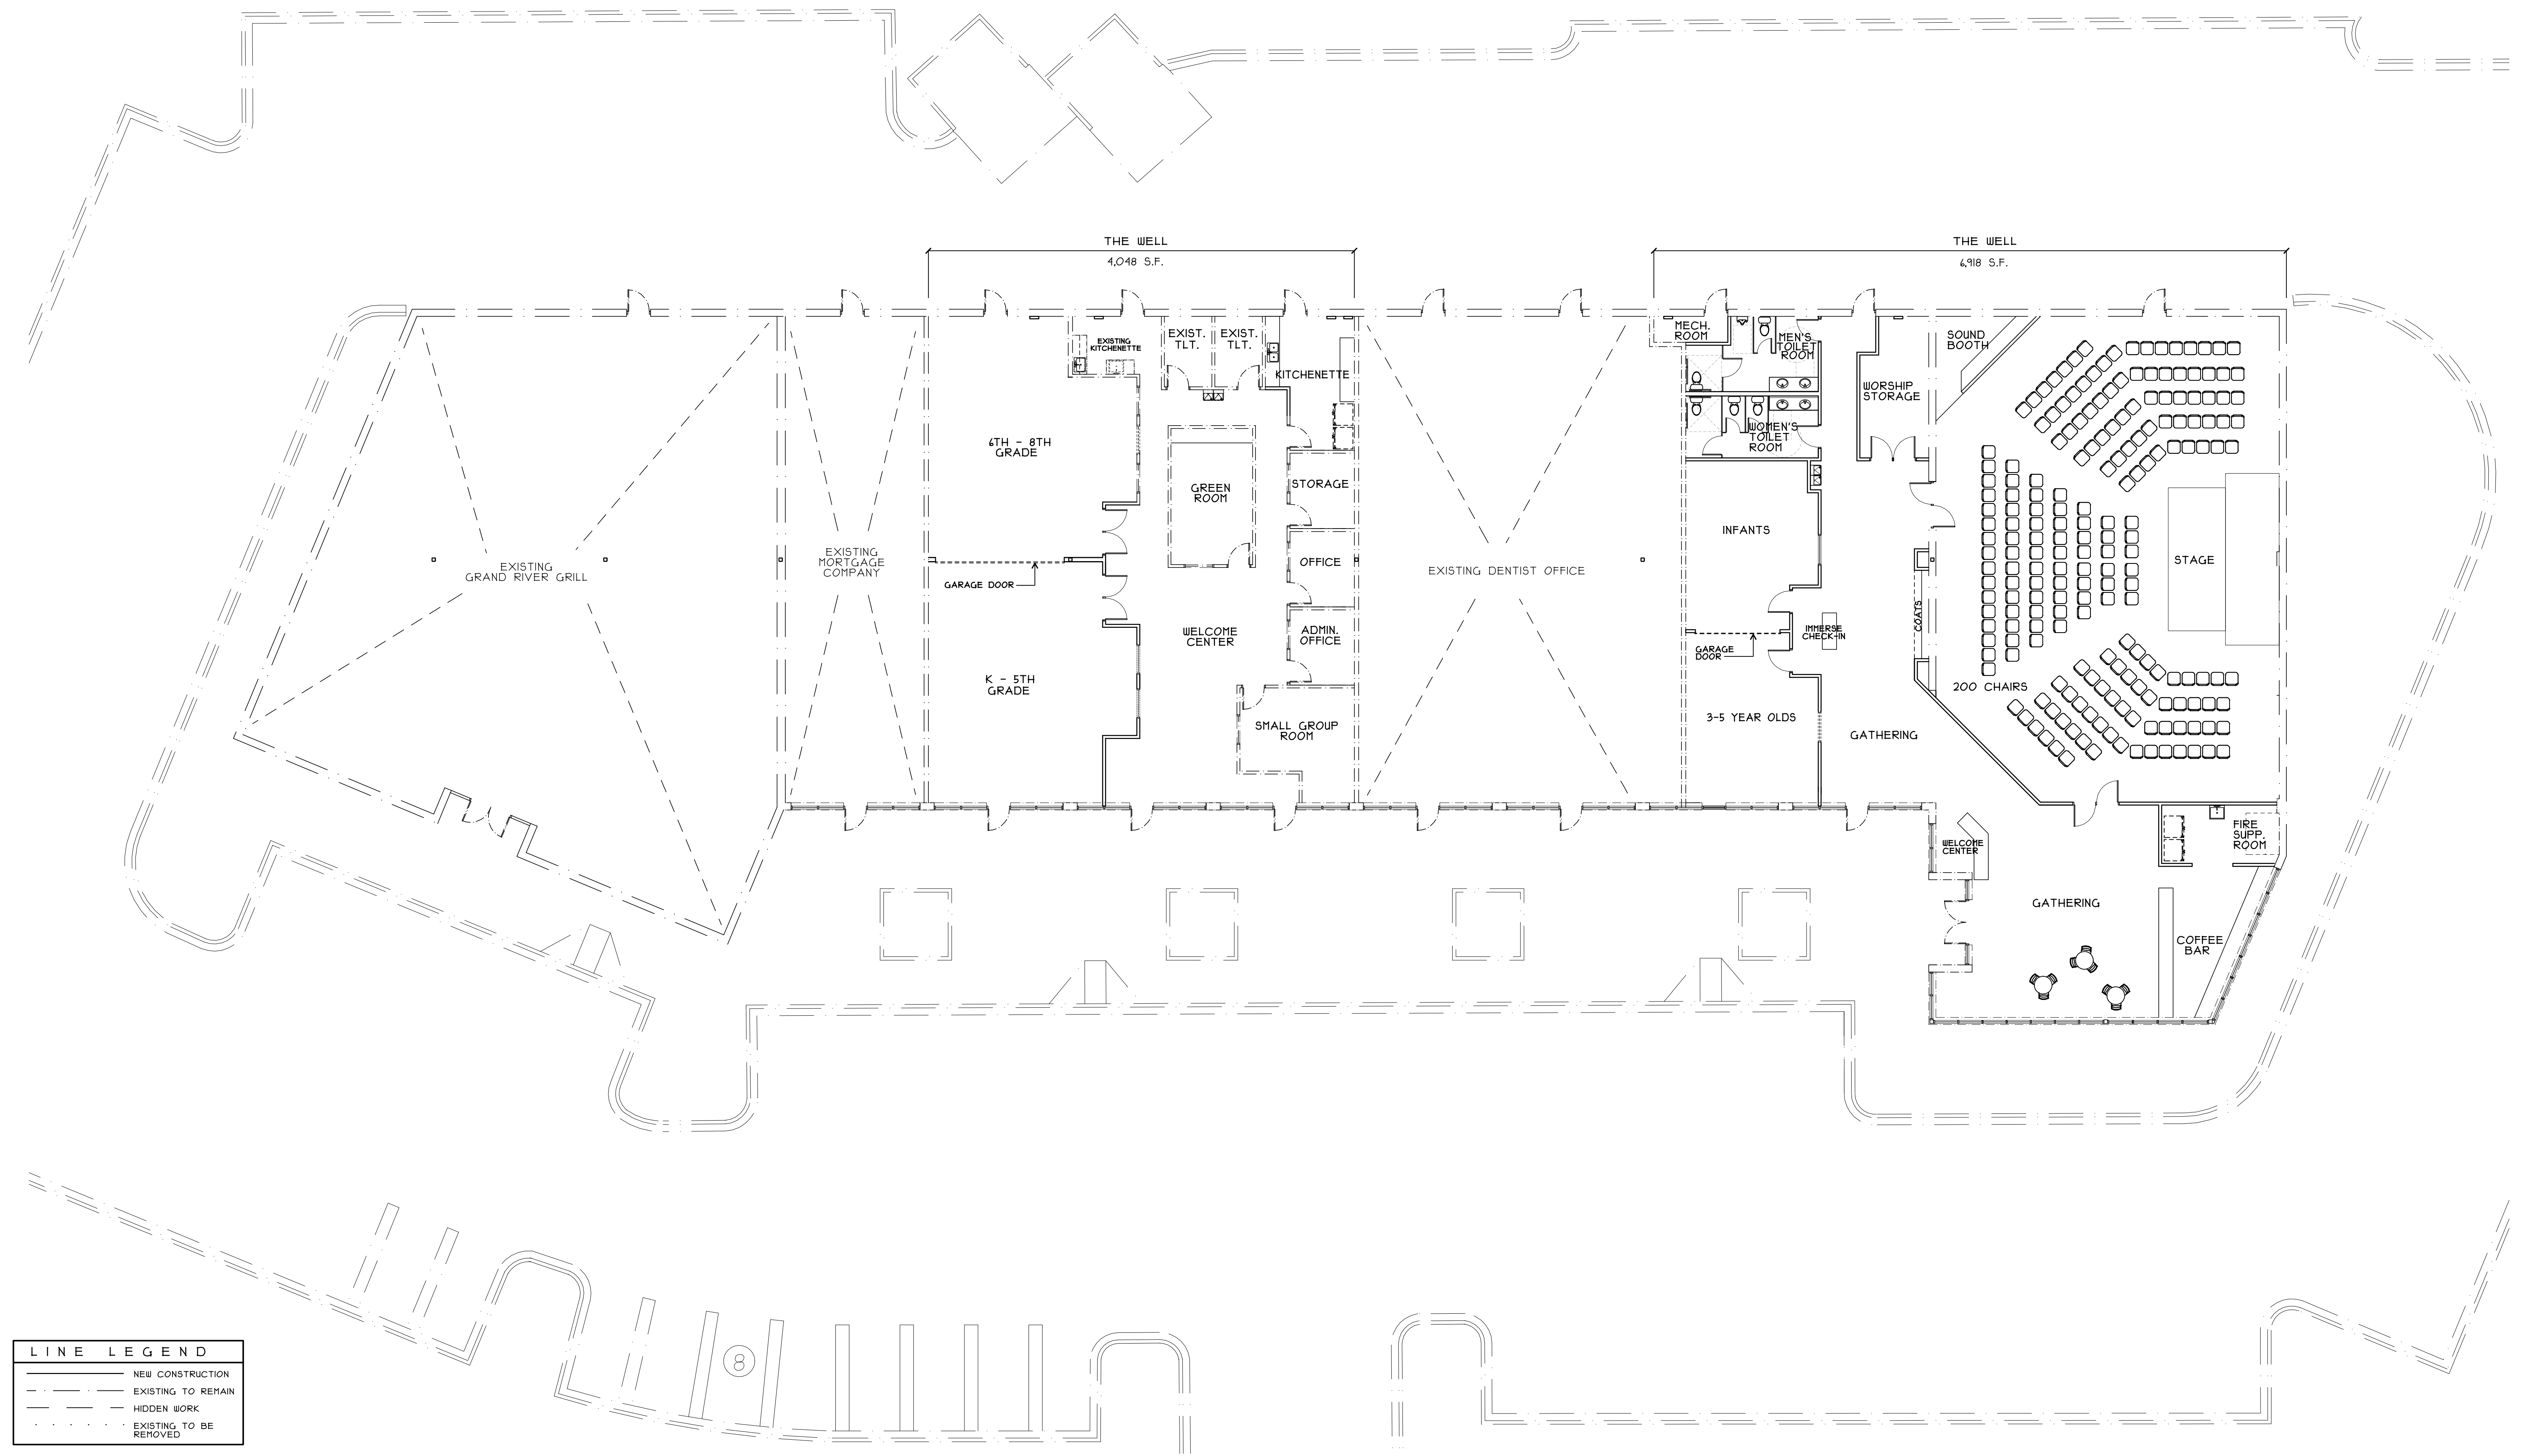 THE WELL
4,048 S.F.
THE WELL
6,918 S.F.
EXISTING
GRAND RIVER GRILL
EXISTING
MORTGAGE
COMPANY
6TH - 8TH
GRADE
GARAGE DOOR
K - 5TH
GRADE
EXISTING
KITCHENETTE
EXIST.
TLT.
EXIST.
TLT.
KITCHENETTE
GREEN
ROOM
STORAGE
OFFICE
WELCOME
CENTER
ADMIN.
OFFICE
SMALL GROUP
ROOM
EXISTING DENTIST OFFICE
MECH.
ROOM
MEN'S
TOILET
ROOM
WOMEN'S
TOILET
ROOM
INFANTS
GARAGE
DOOR
3-5 YEAR OLDS
IMMERSE
CHECK-IN
WORSHIP
STORAGE
SOUND
BOOTH
COATS
200 CHAIRS
STAGE
GATHERING
WELCOME
CENTER
FIRE
SUPP.
ROOM
GATHERING
COFFEE
BAR
8
LINE LEGEND
NEW CONSTRUCTION
EXISTING TO REMAIN
HIDDEN WORK
EXISTING TO BE
REMOVED